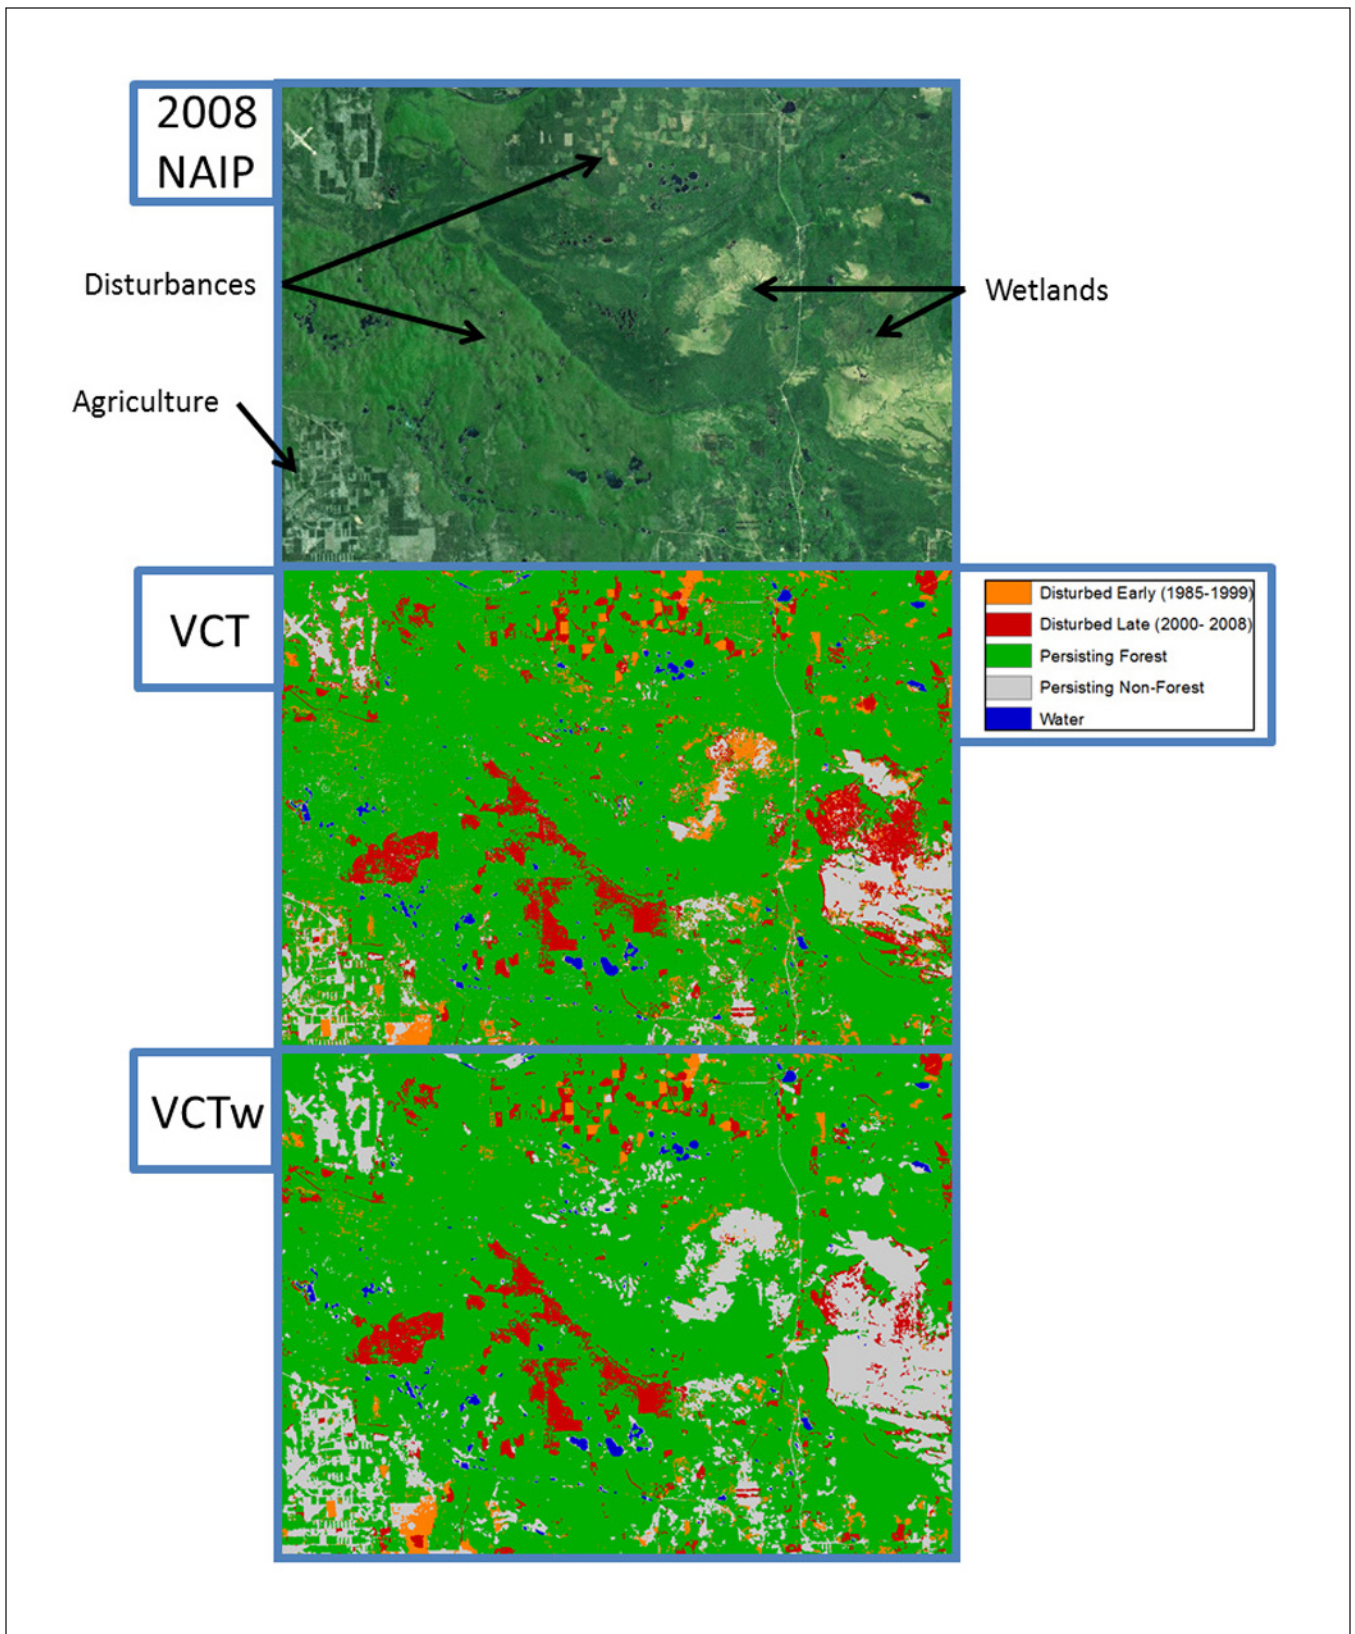 2008
NAIP
Disturbances
Wetlands
Agriculture
VCT
Disturbed Early (1985-1999)
Disturbed Late (2000- 2008)
Persisting Forest
Persisting Non-Forest
Water
VCTw